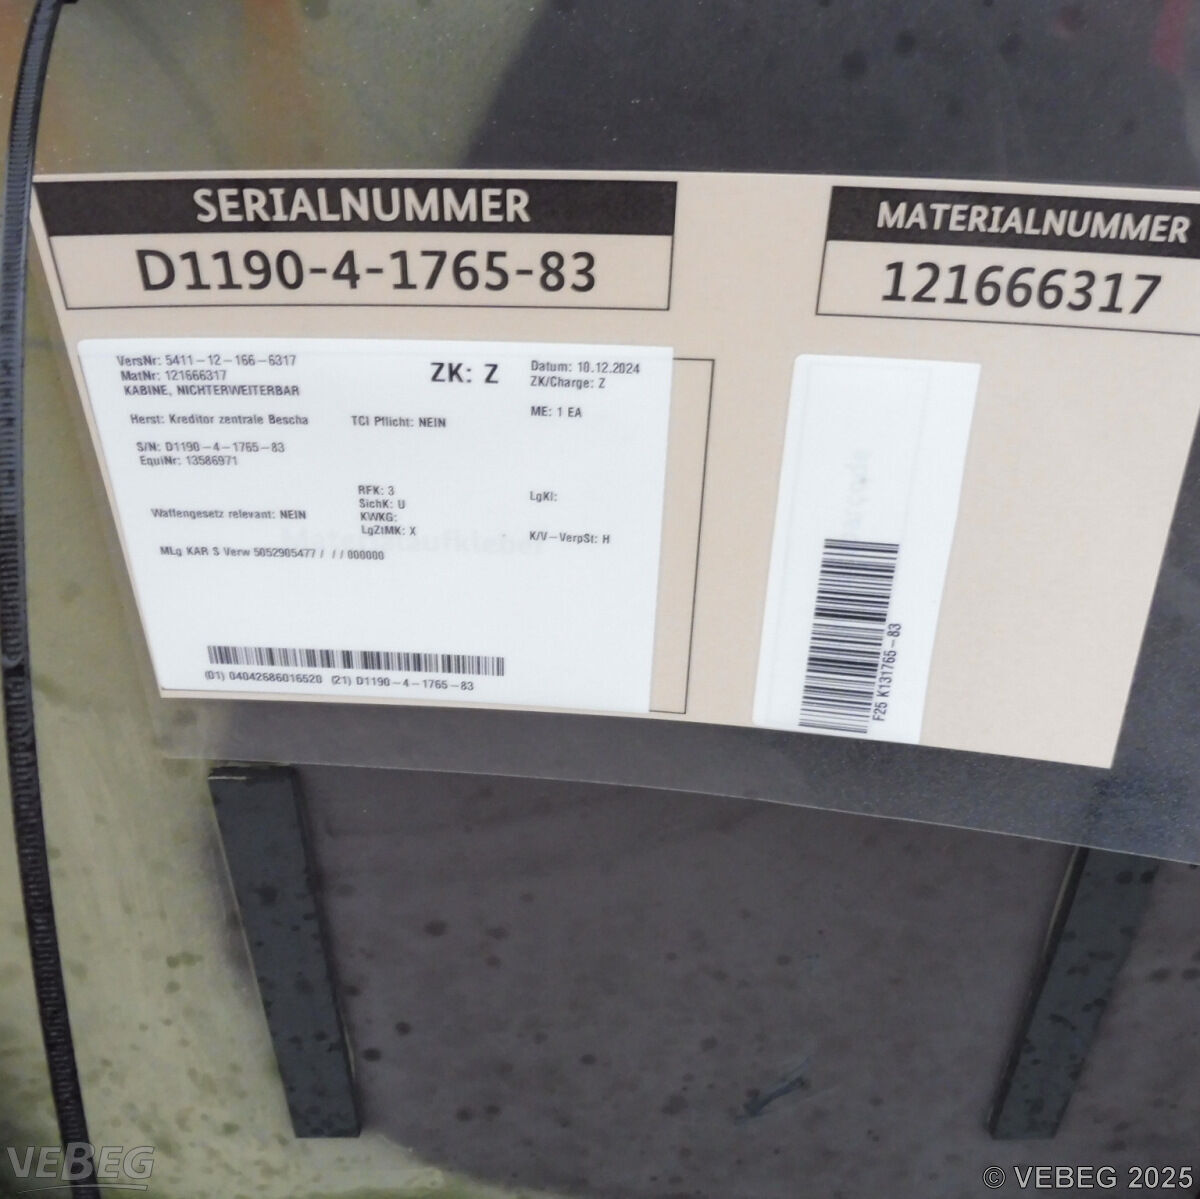 SERIALNUMMER
D1190-4-1765-83
MATERIALNUMMER
121666317
VersNr: 5411-12-166-6317
MatNr: 121666317
KABINE, NICHTERWEITERBAR
ZK: Z
Datum: 10.12.2024
ZK/Charge: Z
Herst: Kreditor zentrale Bescha
TCI Pflicht: NEIN
ME: 1 EA
S/N: D1190-4-1765-83
EquiNr: 13586971
RFK: 3
SichK: U
KWKG:
LgZtMK: X
LgKl:
Waffengesetz relevant: NEIN
K/V-VerpSt: H
MLg KAR S Verw 5052905477 / / / 000000
Materialaufkleber
(01) 04042686016520 (21) D1190-4-1765-83
F25 K131765-83
VEBEG
© VEBEG 2025